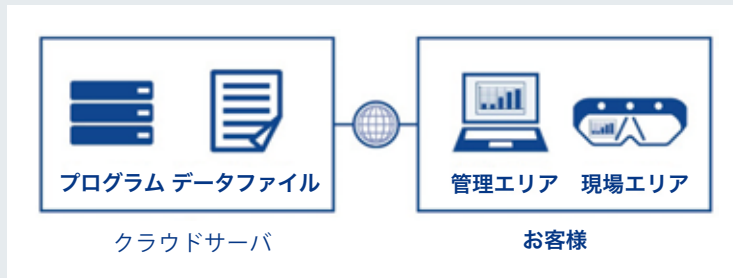 プログラム データファイル
管理エリア 現場エリア
クラウドサーバ
お客様